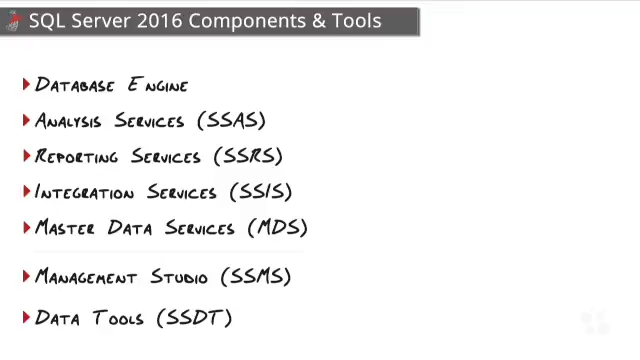 SQL Server 2016 Components & Tools
Database Engine
Analysis Services (SSAS)
Reporting Services (SSRS)
Integration Services (SSIS)
Master Data Services (MDS)
Management Studio (SSMS)
Data Tools (SSDT)